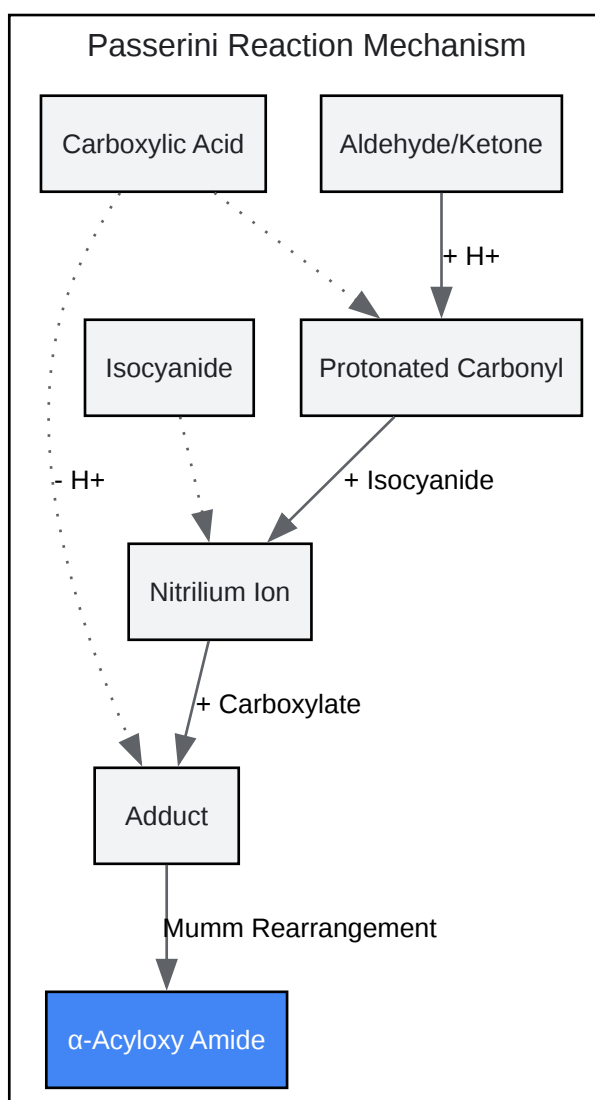 Passerini Reaction Mechanism
Carboxylic Acid
Aldehyde/Ketone
+ H+
Isocyanide
Protonated Carbonyl
- H+
+ Isocyanide
Nitrilium Ion
+ Carboxylate
Adduct
Mumm Rearrangement
α-Acyloxy Amide